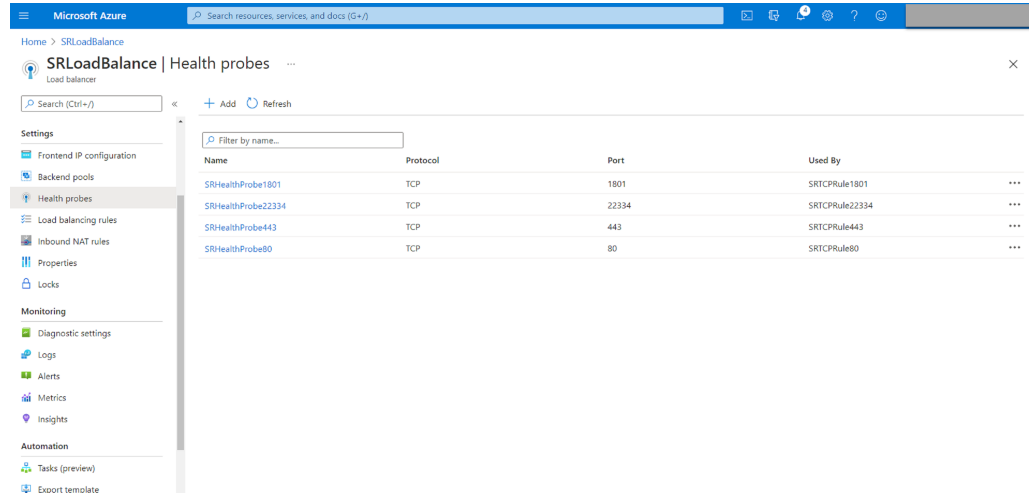 Microsoft Azure
Search resources, services, and docs (G+/)
4
Home > SRLoadBalance
SRLoadBalance | Health probes ...
Load balancer
Search (Ctrl+/)
«
+ Add
Refresh
Settings
Frontend IP configuration
Backend pools
Health probes
Load balancing rules
Inbound NAT rules
Properties
Locks
Monitoring
Diagnostic settings
Logs
Alerts
Metrics
Insights
Automation
Tasks (preview)
Export template
Filter by name...
Name Protocol Port Used By
SRHealthProbe1801 TCP 1801 SRTCPRule1801 ...
SRHealthProbe22334 TCP 22334 SRTCPRule22334 ...
SRHealthProbe443 TCP 443 SRTCPRule443 ...
SRHealthProbe80 TCP 80 SRTCPRule80 ...